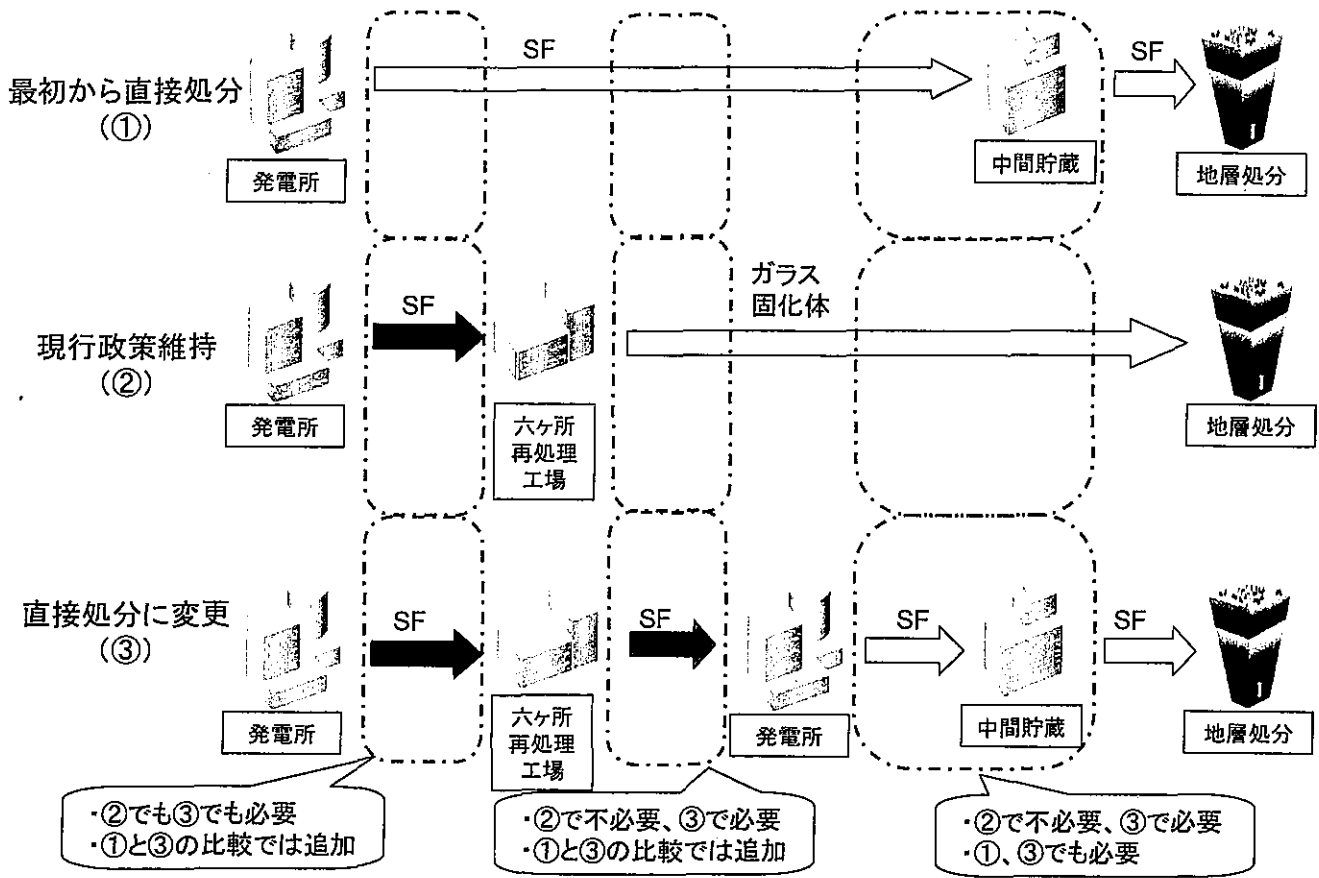 SF
SF
最初から直接処分
(①)
発電所
中間貯蔵
地層処分
現行政策維持
(②)
SF
ガラス
固化体
発電所
六ヶ所
再処理
工場
地層処分
直接処分に変更
(③)
SF
SF
SF
SF
発電所
六ヶ所
再処理
工場
発電所
中間貯蔵
地層処分
・②でも③でも必要
・①と③の比較では追加
・②で不必要、③で必要
・①と③の比較では追加
・②で不必要、③で必要
・①、③でも必要